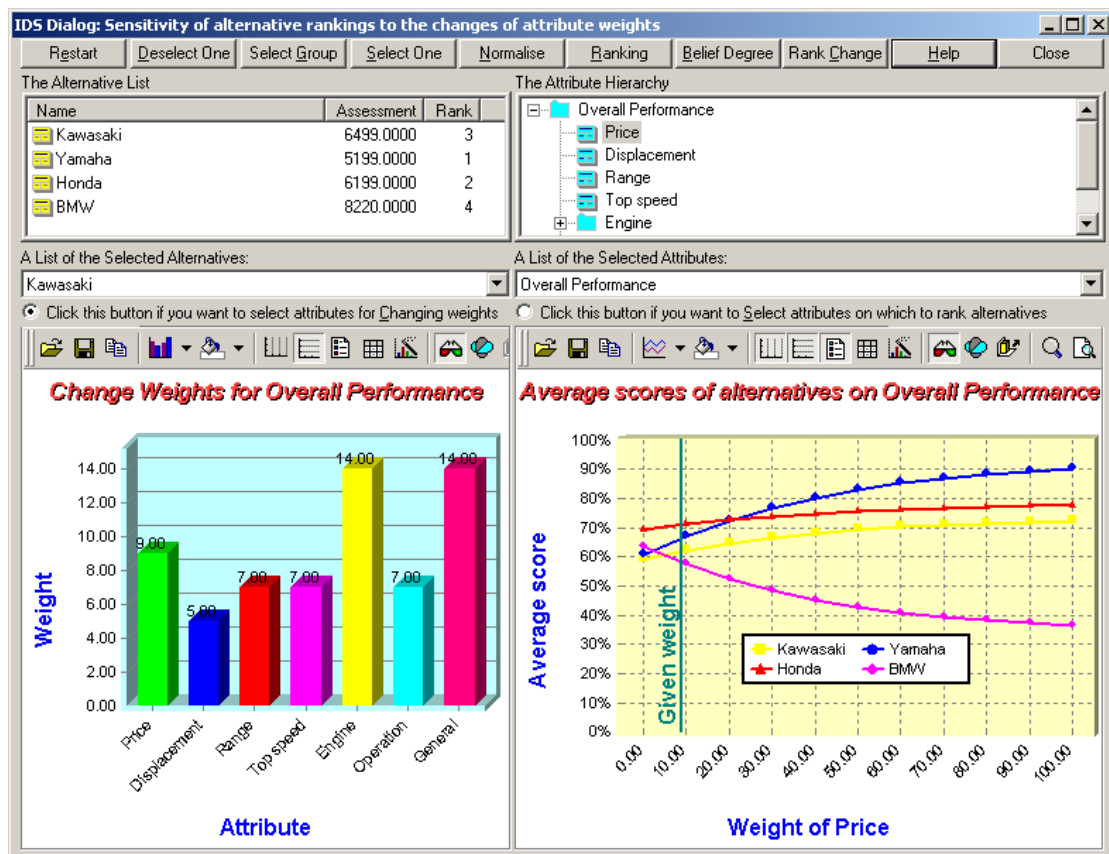 IDS Dialog: Sensitivity of alternative rankings to the changes of attribute weights
Restart Deselect One Select Group Select One Normalise Ranking Belief Degree Rank Change Help Close
The Alternative List
Name Assessment Rank
Kawasaki 6499.0000 3
Yamaha 5199.0000 1
Honda 6199.0000 2
BMW 8220.0000 4
The Attribute Hierarchy
Overall Performance
Price
Displacement
Range
Top speed
Engine
A List of the Selected Alternatives:
Kawasaki
A List of the Selected Attributes:
Overall Performance
Click this button if you want to select attributes for Changing weights
Click this button if you want to Select attributes on which to rank alternatives
Change Weights for Overall Performance
Weight
14.00
12.00
10.00
8.00
6.00
4.00
2.00
0.00
9.00
5.00
7.00
7.00
14.00
7.00
14.00
Price
Displacement
Range
Top speed
Engine
Operation
General
Attribute
Average scores of alternatives on Overall Performance
Average score
100%
90%
80%
70%
60%
50%
40%
30%
20%
10%
0%
Given weight
Kawasaki Yamaha
Honda BMW
0.00
10.00
20.00
30.00
40.00
50.00
60.00
70.00
80.00
90.00
100.00
Weight of Price